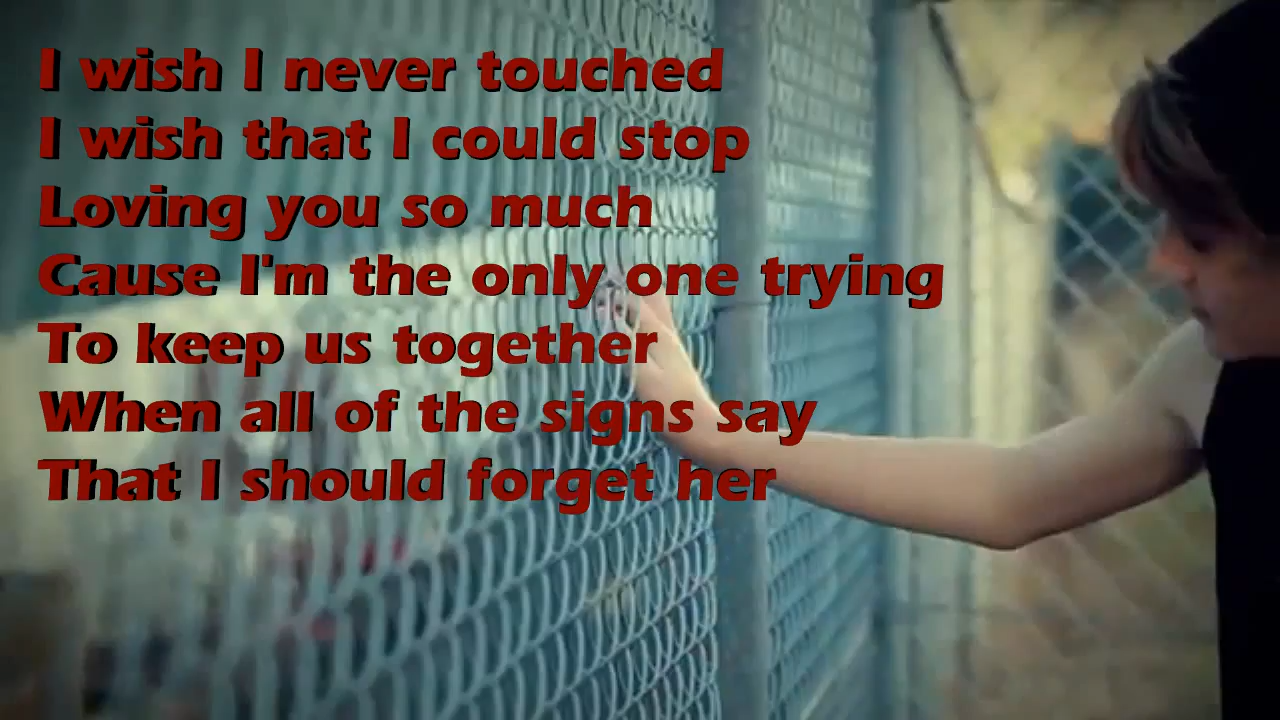 I wish I never touched
I wish that I could stop
Loving you so much
Cause I'm the only one trying
To keep us together
When all of the signs say
That I should forget her